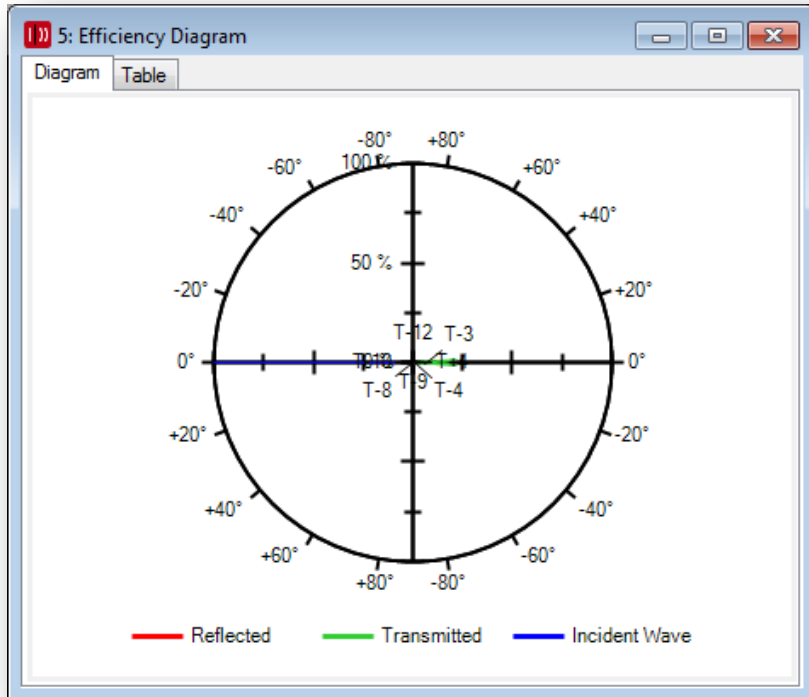 5: Efficiency Diagram
Diagram Table
-80° +80°
100 %
-60° +60°
-40° +40°
50 %
-20° +20°
T-12 T-3
0° 0°
T-9
T-8 T-4
+20° -20°
+40° -40°
+60° -60°
+80° -80°
Reflected Transmitted Incident Wave